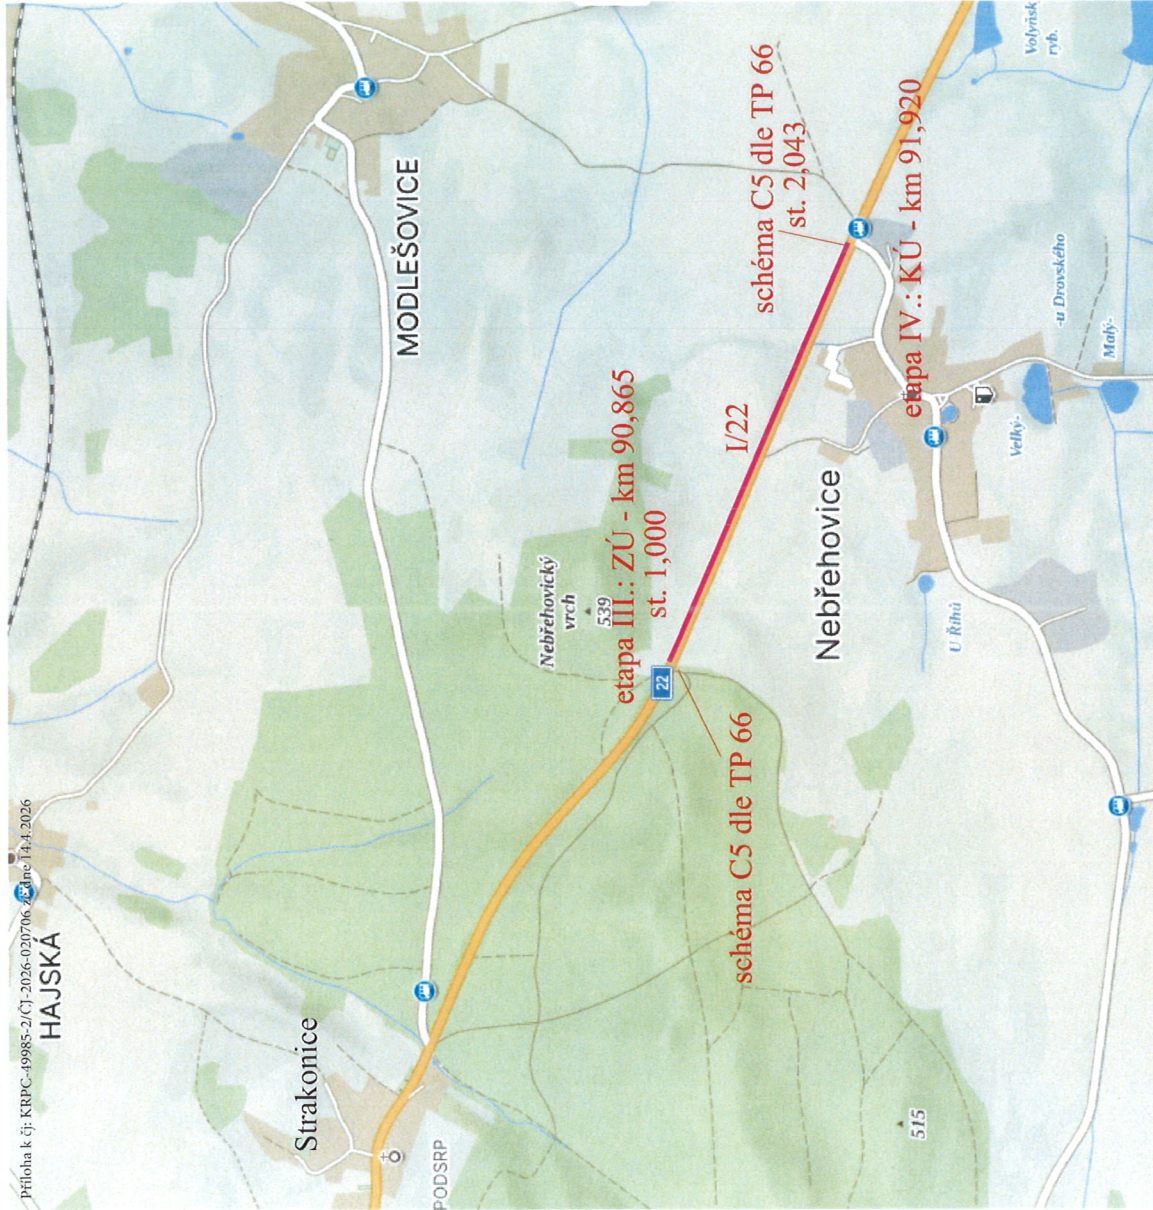 Příloha k čj: KRPC-49985-2/ČJ-2026-020706 ze dne 14.4.2026
HAJSKÁ
Strakonice
PODSRP
MODLEŠOVICE
Nebřehovický
vrch
539
etapa III.: ZÚ - km 90,865
st. 1,000
22
schéma C5 dle TP 66
I/22
schéma C5 dle TP 66
st. 2,043
etapa IV.: KÚ - km 91,920
Nebřehovice
U Říhů
Velký-
Malý-
-u Drovského
Volyňsk
ryb.
515